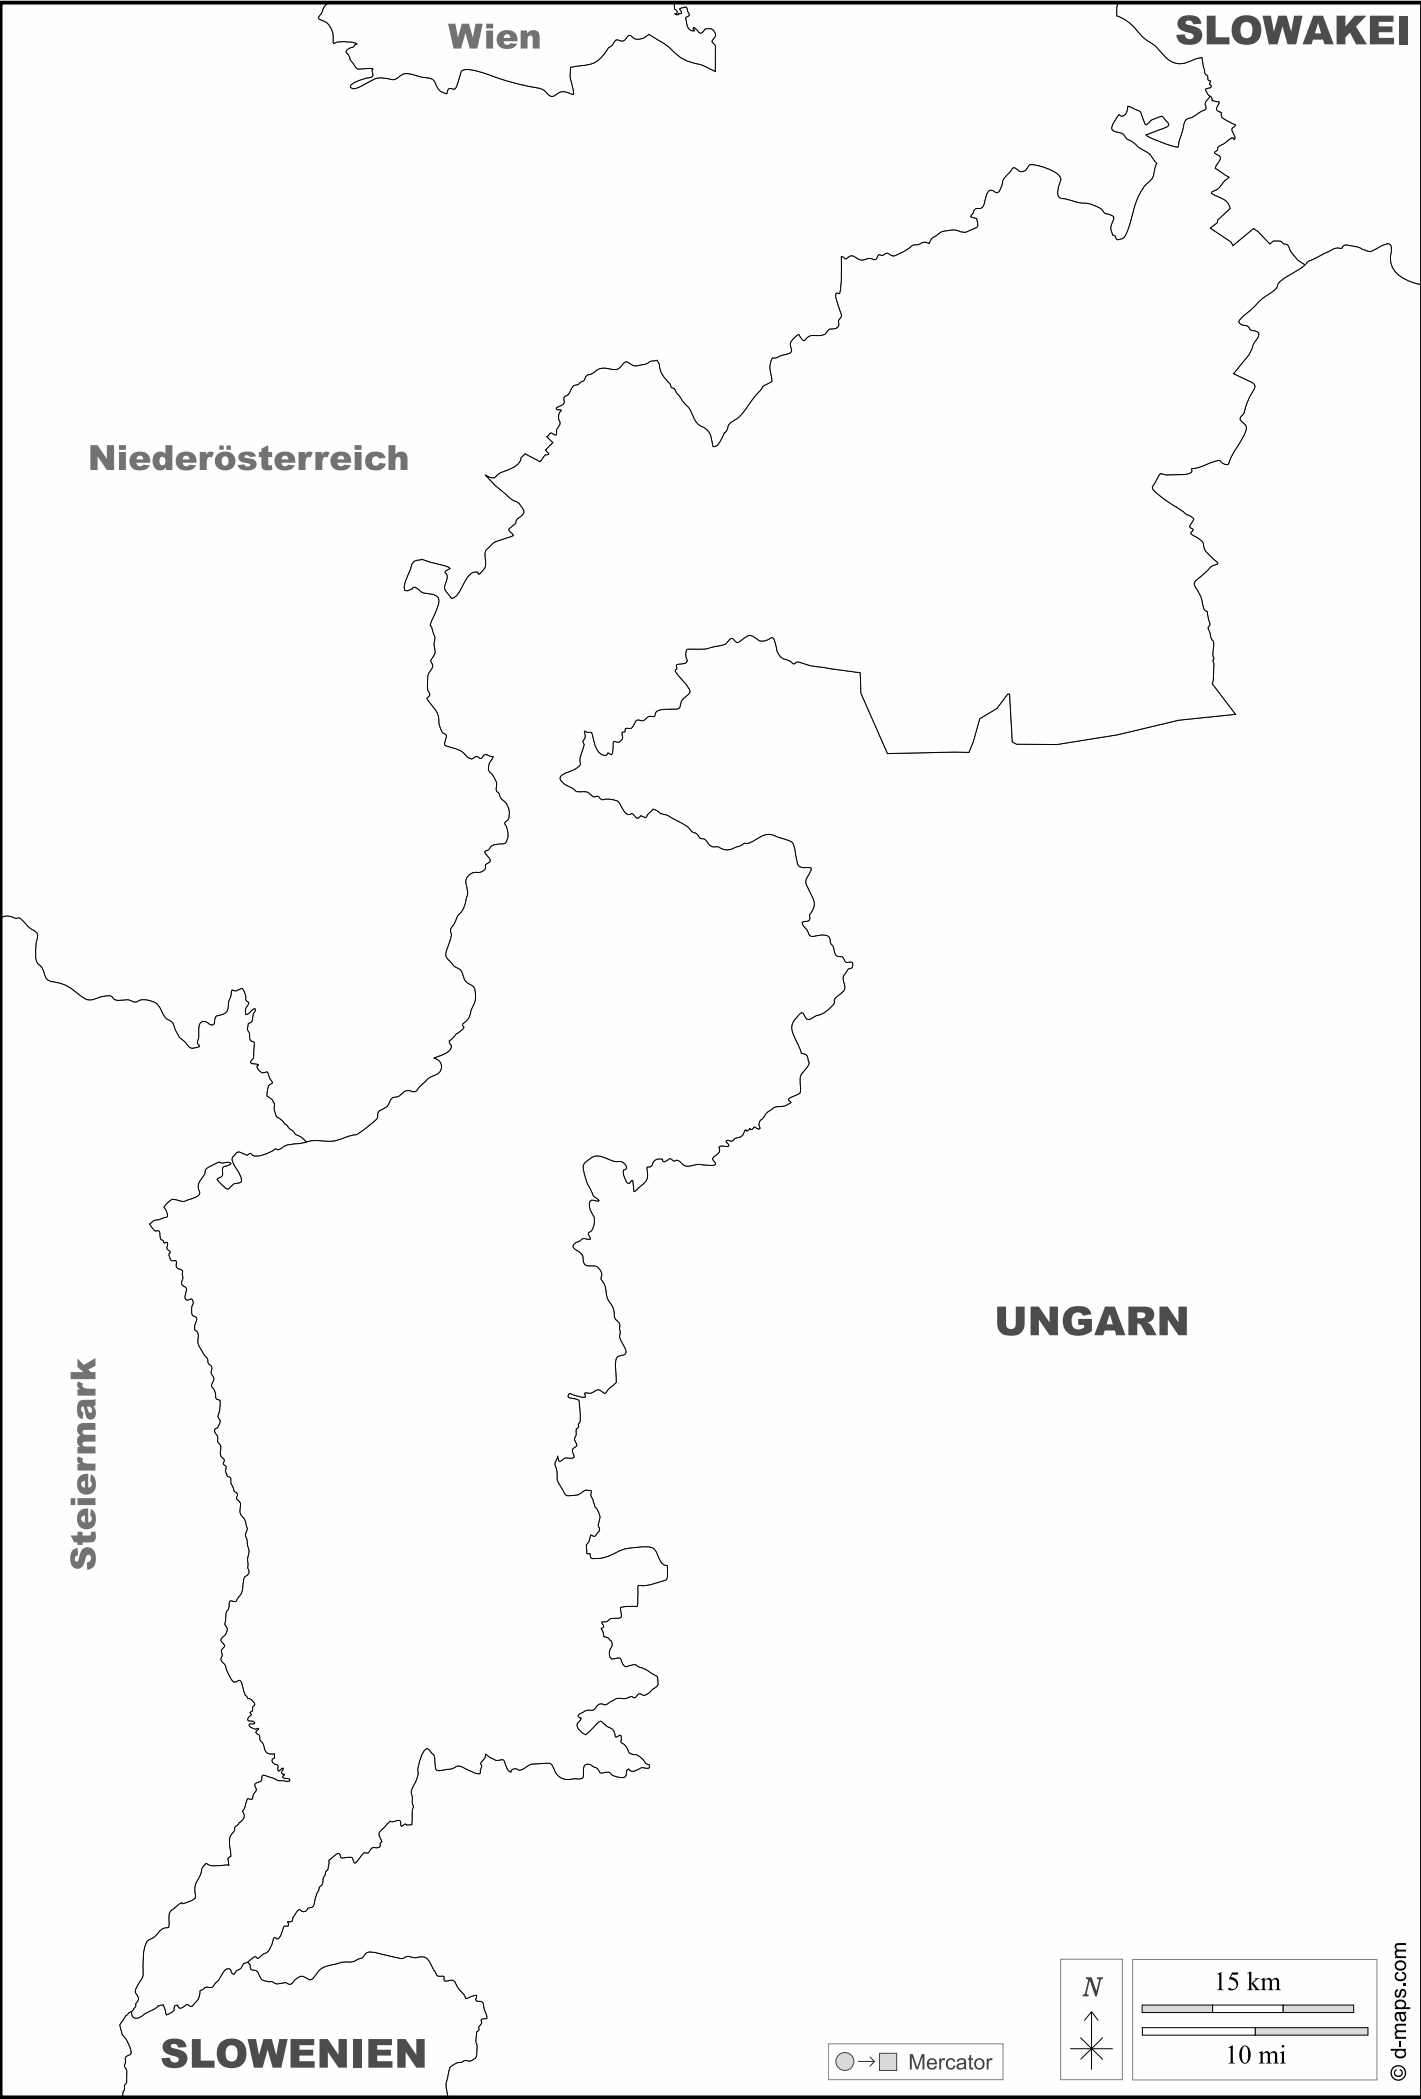 Wien
SLOWAKEI
Niederösterreich
UNGARN
Steiermark
SLOWENIEN
Mercator
N
15 km
10 mi
© d-maps.com